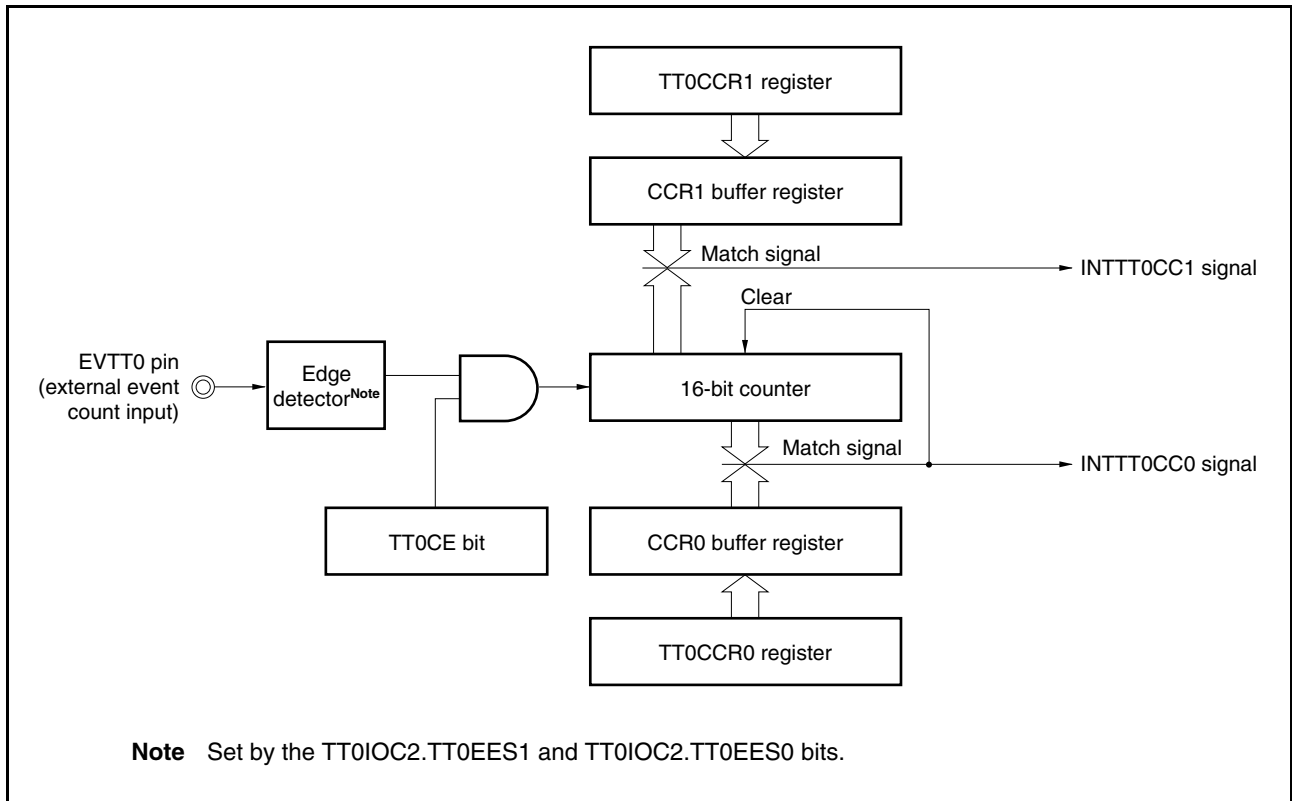 TT0CCR1 register
CCR1 buffer register
Match signal
INTTT0CC1 signal
Clear
EVTT0 pin
(external event
count input)
Edge
detectorNote
16-bit counter
Match signal
INTTT0CC0 signal
TT0CE bit
CCR0 buffer register
TT0CCR0 register
Note Set by the TT0IOC2.TT0EES1 and TT0IOC2.TT0EES0 bits.